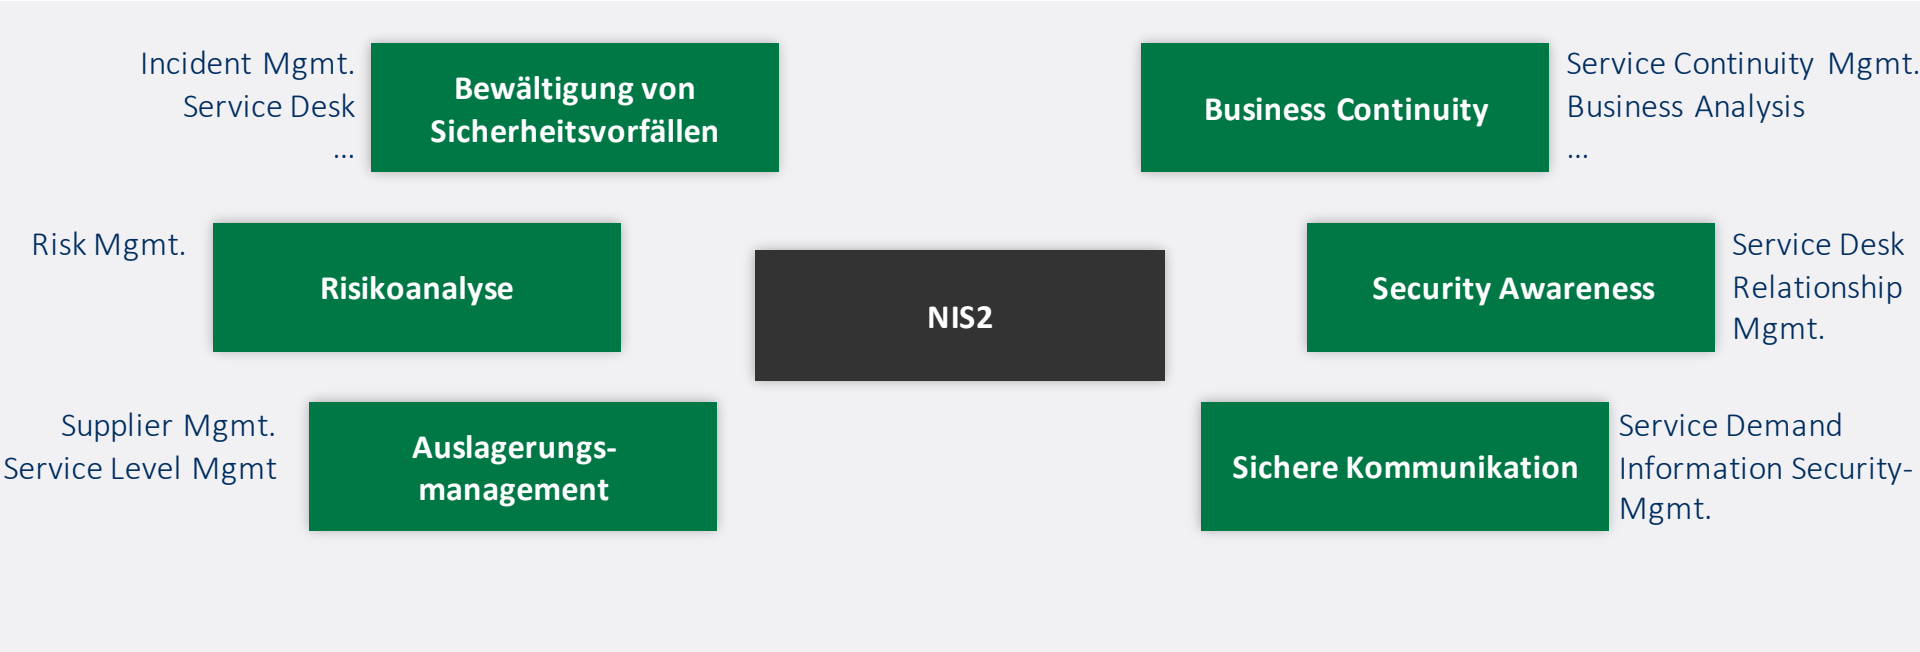 Incident Mgmt.
Service Desk
...
Bewältigung von
Sicherheitsvorfällen
Business Continuity
Service Continuity Mgmt.
Business Analysis
...
Risk Mgmt.
Risikoanalyse
NIS2
Security Awareness
Service Desk
Relationship
Mgmt.
Supplier Mgmt.
Service Level Mgmt
Auslagerungs-
management
Sichere Kommunikation
Service Demand
Information Security-
Mgmt.